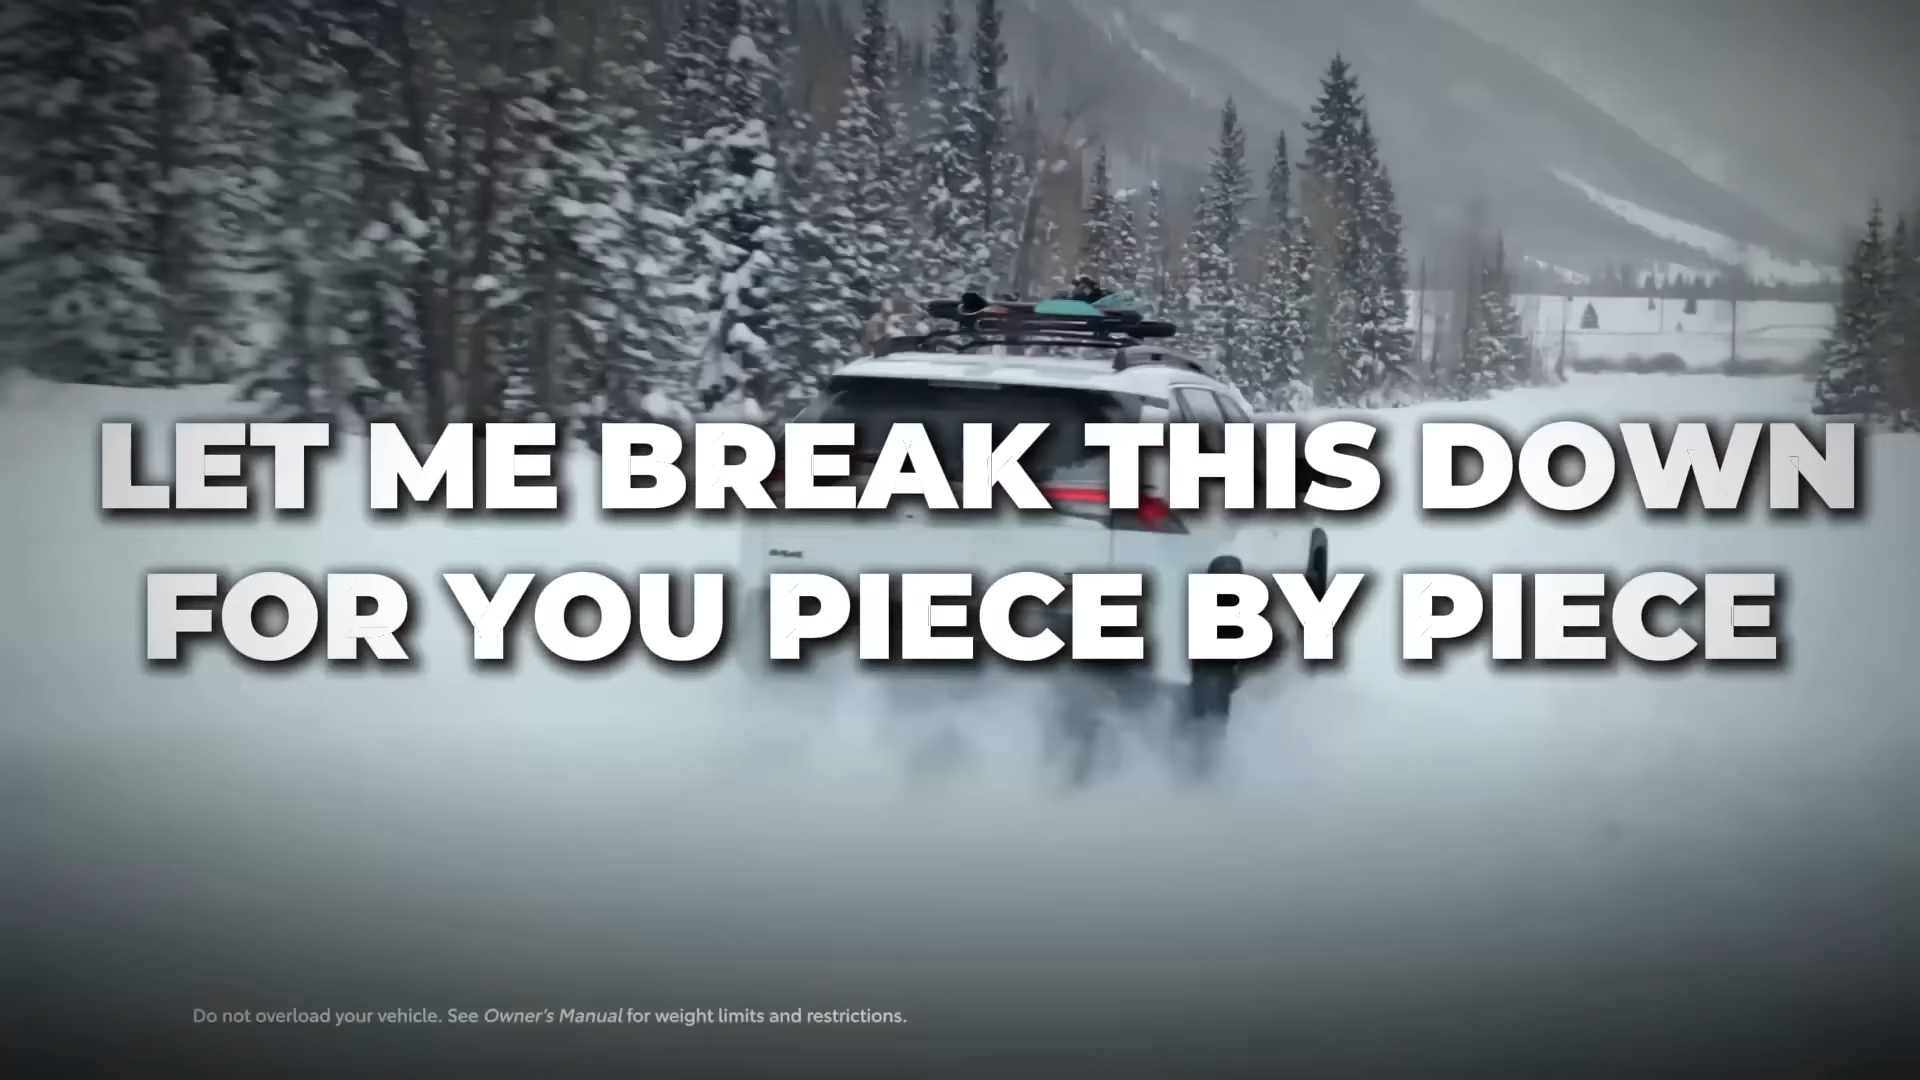 LET ME BREAK THIS DOWN
FOR YOU PIECE BY PIECE
Do not overload your vehicle. See Owner's Manual for weight limits and restrictions.